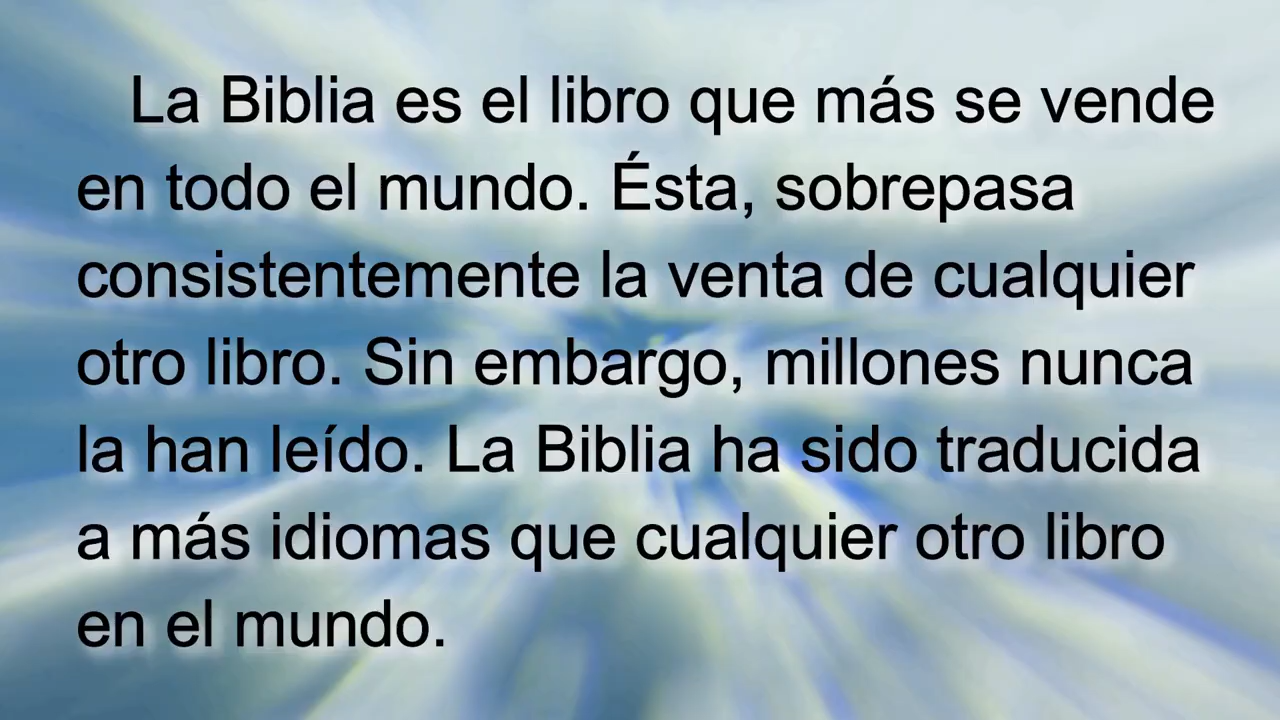 La Biblia es el libro que más se vende
en todo el mundo. Ésta, sobrepasa
consistentemente la venta de cualquier
otro libro. Sin embargo, millones nunca
la han leído. La Biblia ha sido traducida
a más idiomas que cualquier otro libro
en el mundo.